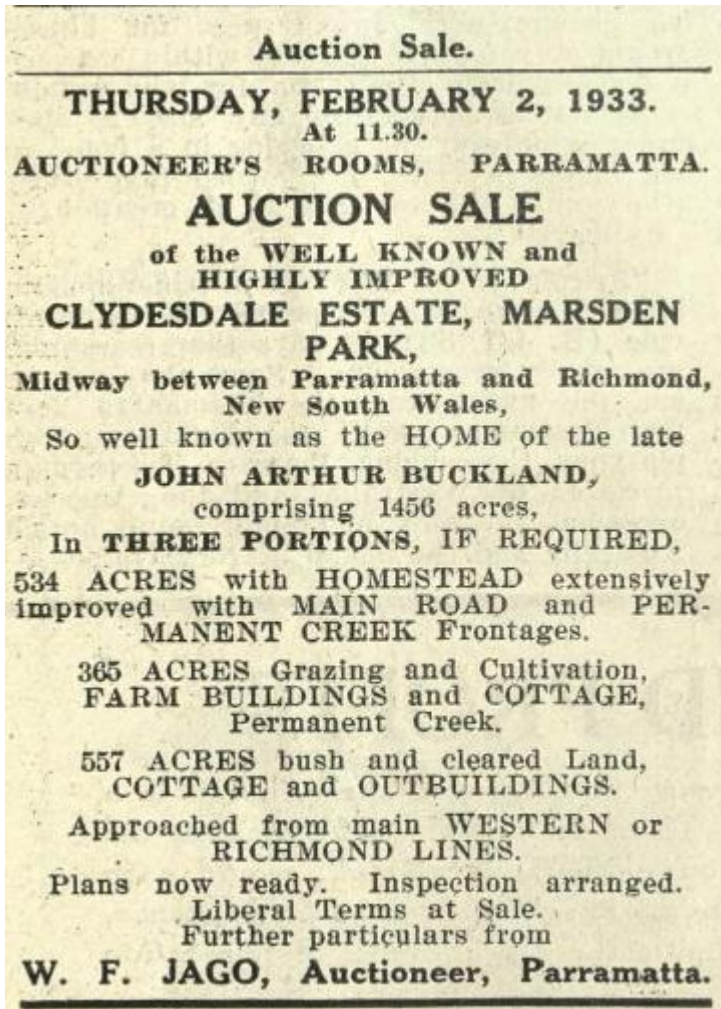 Auction Sale.
THURSDAY, FEBRUARY 2, 1933.
At 11.30.
AUCTIONEER'S ROOMS, PARRAMATTA.
AUCTION SALE
of the WELL KNOWN and
HIGHLY IMPROVED
CLYDESDALE ESTATE, MARSDEN
PARK,
Midway between Parramatta and Richmond,
New South Wales,
So well known as the HOME of the late
JOHN ARTHUR BUCKLAND,
comprising 1456 acres,
In THREE PORTIONS, IF REQUIRED,
534 ACRES with HOMESTEAD extensively
improved with MAIN ROAD and PER-
MANENT CREEK Frontages.
365 ACRES Grazing and Cultivation,
FARM BUILDINGS and COTTAGE,
Permanent Creek.
557 ACRES bush and cleared Land,
COTTAGE and OUTBUILDINGS.
Approached from main WESTERN or
RICHMOND LINES.
Plans now ready. Inspection arranged.
Liberal Terms at Sale.
Further particulars from
W. F. JAGO, Auctioneer, Parramatta.